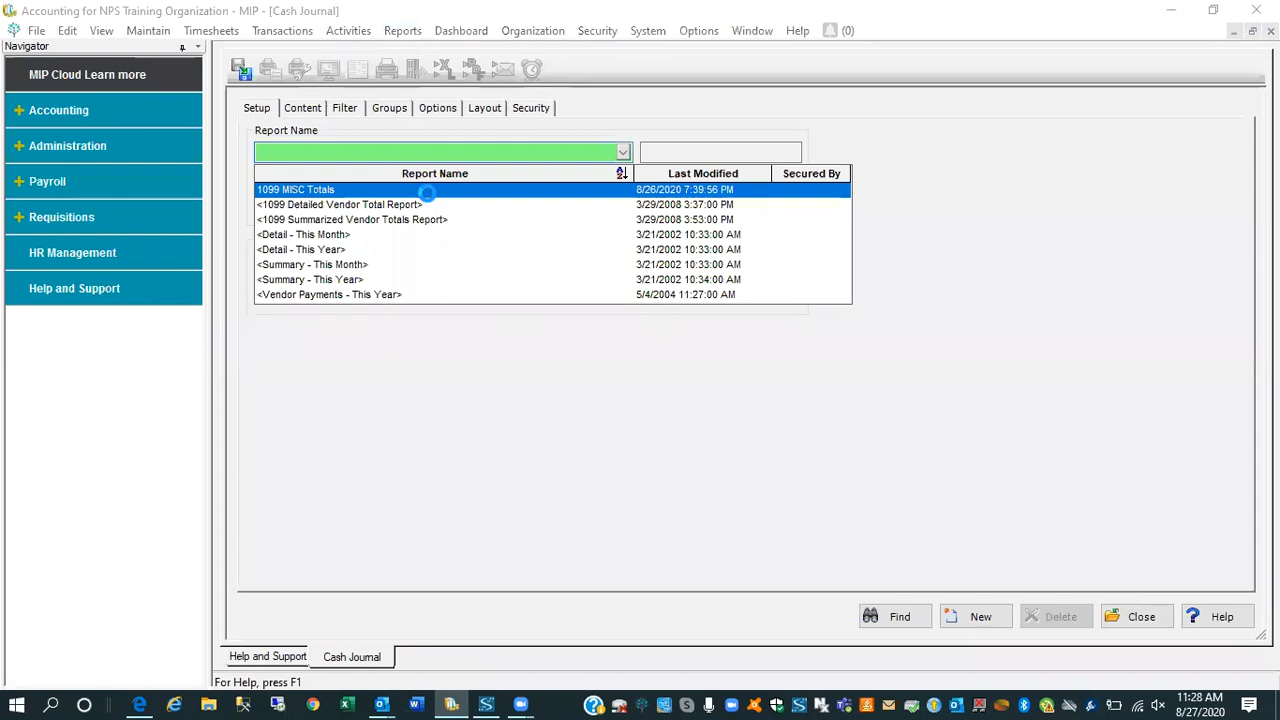 Accounting for NPS Training Organization - MIP - [Cash Journal]
File Edit View Maintain Timesheets Transactions Activities Reports Dashboard Organization Security System Options Window Help (0)
Navigator
MIP Cloud Learn more
Accounting
Administration
Payroll
Requisitions
HR Management
Help and Support
Setup Content Filter Groups Options Layout Security
Report Name
Report Name Last Modified Secured By
1099 MISC Totals 8/26/2020 7:39:56 PM
<1099 Detailed Vendor Total Report> 3/29/2008 3:37:00 PM
<1099 Summarized Vendor Totals Report> 3/29/2008 3:53:00 PM
<Detail - This Month> 3/21/2002 10:33:00 AM
<Detail - This Year> 3/21/2002 10:33:00 AM
<Summary - This Month> 3/21/2002 10:33:00 AM
<Summary - This Year> 3/21/2002 10:34:00 AM
<Vendor Payments - This Year> 5/4/2004 11:27:00 AM
Find New Delete Close Help
Help and Support Cash Journal
For Help, press F1
11:28 AM
8/27/2020